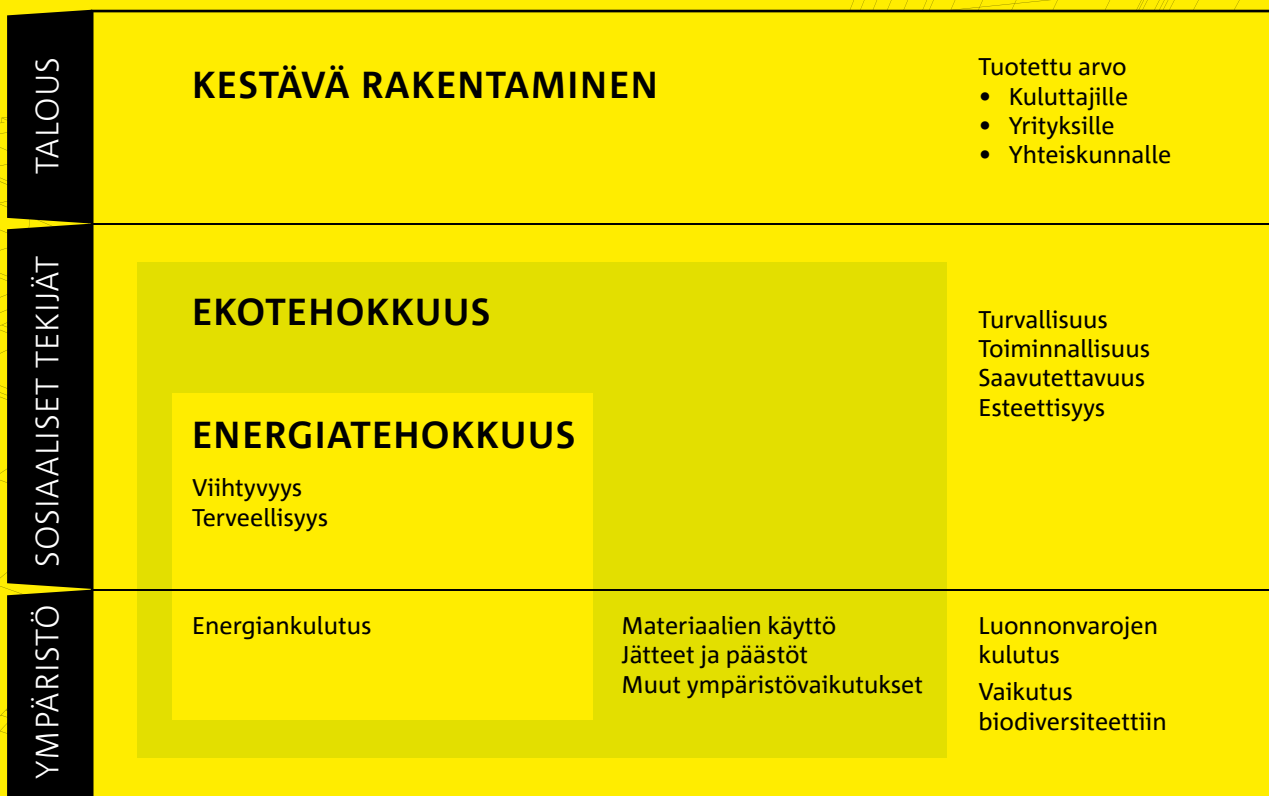 TALOUS
KESTÄVÄ RAKENTAMINEN
Tuotettu arvo
• Kuluttajille
• Yrityksille
• Yhteiskunnalle
SOSIAALISET TEKIJÄT
EKOTEHOKKUUS
ENERGIATEHOKKUUS
Viihtyvyys
Terveellisyys
Turvallisuus
Toiminnallisuus
Saavutettavuus
Esteettisyys
YMPÄRISTÖ
Energiankulutus
Materiaalien käyttö
Jätteet ja päästöt
Muut ympäristövaikutukset
Luonnonvarojen
kulutus
Vaikutus
biodiversiteettiin